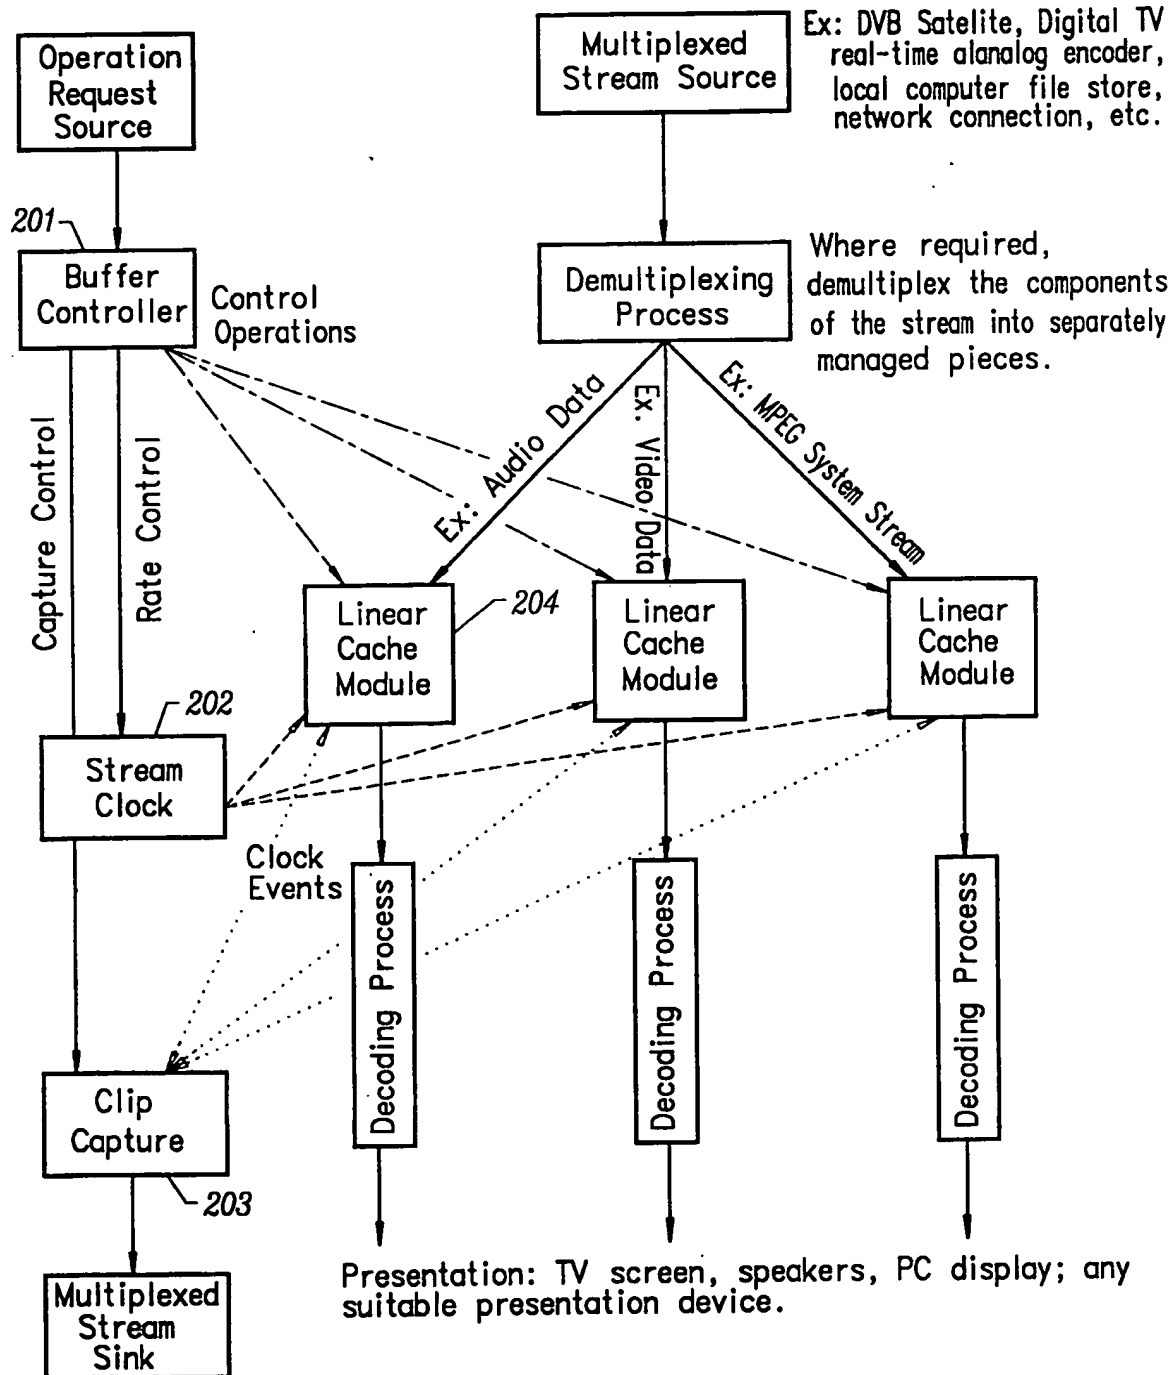 Operation
Request
Source
Multiplexed
Stream Source
Ex: DVB Satelite, Digital TV
real-time alanalog encoder,
local computer file store,
network connection, etc.
201
Buffer
Controller
Control
Operations
Demultiplexing
Process
Where required,
demultiplex the components
of the stream into separately
managed pieces.
Capture Control
Rate Control
Ex: Audio Data
Ex. Video Data
Ex: MPEG System Stream
Linear
Cache
Module
204
Linear
Cache
Module
Linear
Cache
Module
202
Stream
Clock
Clock
Events
Decoding Process
Decoding Process
Decoding Process
Clip
Capture
203
Multiplexed
Stream
Sink
Presentation: TV screen, speakers, PC display; any
suitable presentation device.